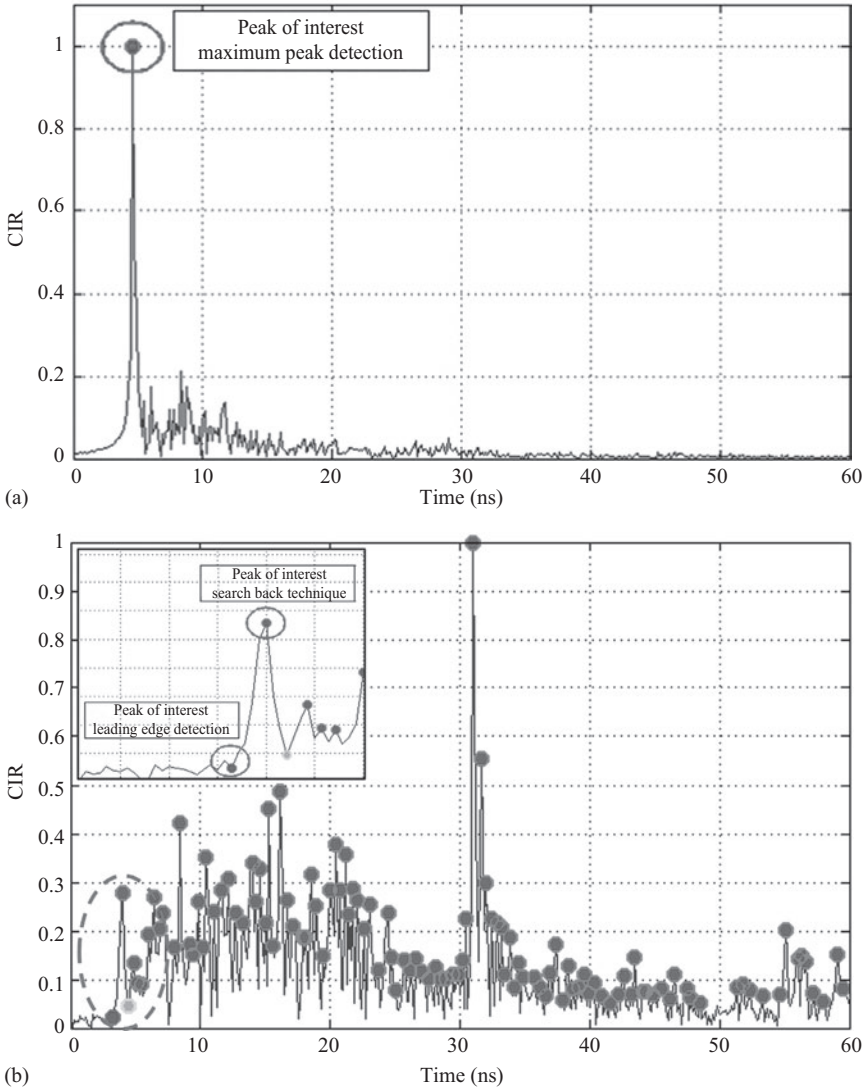 Peak of interest
maximum peak detection
1
0.8
0.6
0.4
0.2
0
CIR
0 10 20 30 40 50 60
Time (ns)
(a)
1
0.9
0.8
0.7
0.6
0.5
0.4
0.3
0.2
0.1
0
CIR
Peak of interest
search back technique
Peak of interest
leading edge detection
0 10 20 30 40 50 60
Time (ns)
(b)